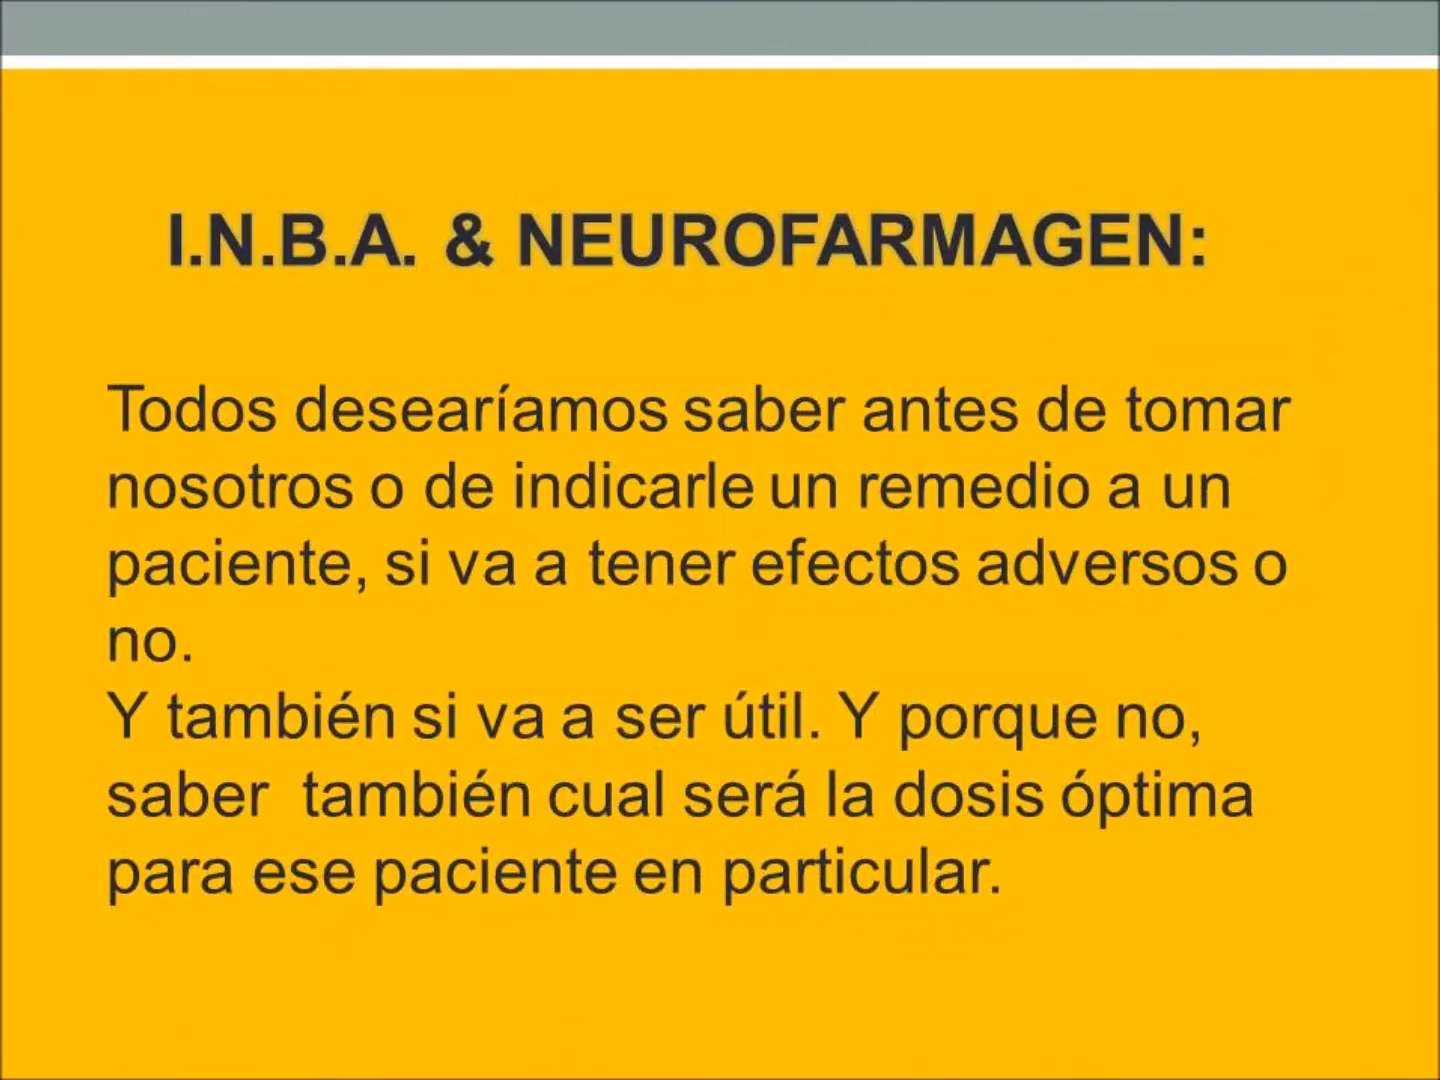 I.N.B.A. & NEUROFARMAGEN:
Todos desearíamos saber antes de tomar
nosotros o de indicarle un remedio a un
paciente, si va a tener efectos adversos o
no.
Y también si va a ser útil. Y porque no,
saber  también cual será la dosis óptima
para ese paciente en particular.